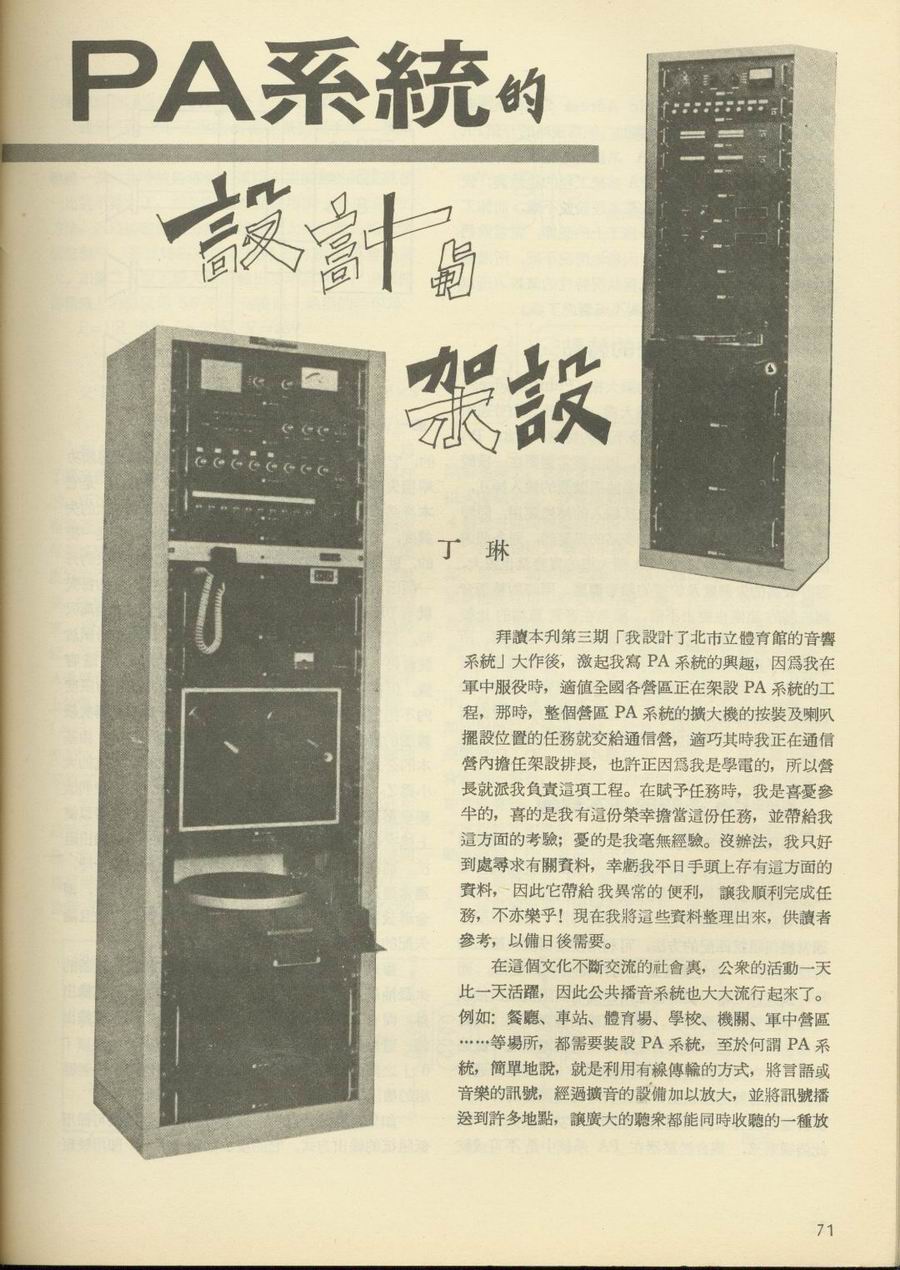 PA系統的
設計與
架設
丁 琳
拜讀本刋第三期「我設計了北市立體育館的音響
系統」大作後，激起我寫 PA 系統的興趣，因爲我在
軍中服役時，適値全國各營區正在架設 PA 系統的工
程，那時，整個營區 PA 系統的擴大機的按裝及喇叭
擺設位置的任務就交給通信營，適巧其時我正在通信
營內擔任架設排長，也許正因爲我是學電的，所以營
長就派我負責這項工程。在賦予任務時，我是喜憂參
半的，喜的是我有這份榮幸擔當這份任務，並帶給我
這方面的考驗；憂的是我毫無經驗。沒辦法，我只好
到處尋求有關資料，幸虧我平日手頭上存有這方面的
資料，因此它帶給我異常的便利，讓我順利完成任
務，不亦樂乎！現在我將這些資料整理出來，供讀者
參考，以備日後需要。
在這個文化不斷交流的社會裏，公衆的活動一天
比一天活躍，因此公共播音系統也大大流行起來了。
例如：餐廳、車站、體育場、學校、機關、軍中營區
……等場所，都需要裝設 PA 系統，至於何謂 PA 系
統，簡單地說，就是利用有線傳輸的方式，將言語或
音樂的訊號，經過擴音的設備加以放大，並將訊號播
送到許多地點，讓廣大的聽衆都能同時收聽的一種放
71